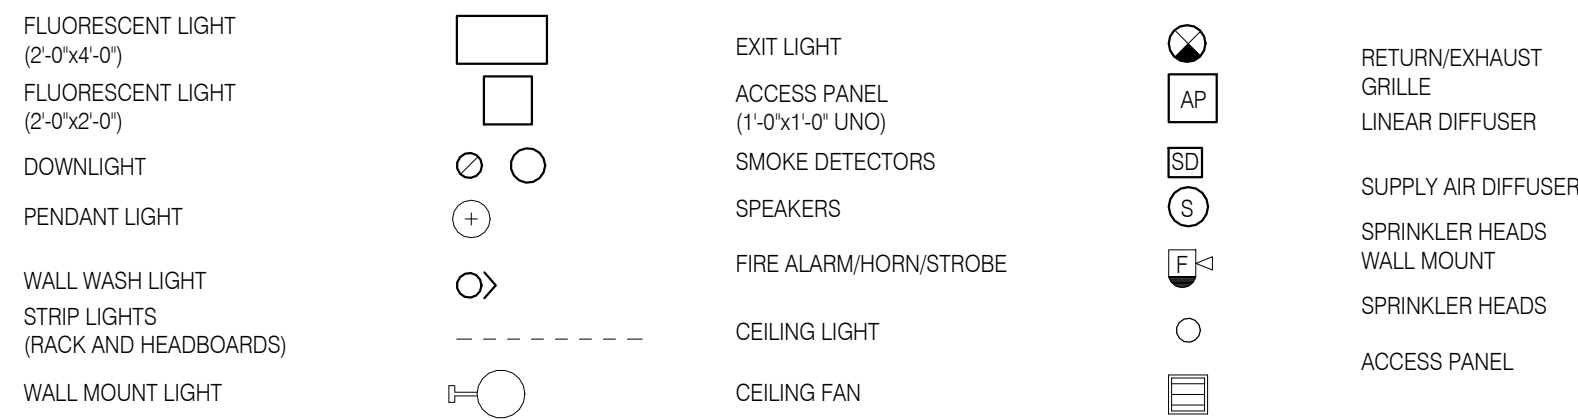 FLUORESCENT LIGHT
(2'-0"x4'-0")
FLUORESCENT LIGHT
(2'-0"x2'-0")
DOWNLIGHT
PENDANT LIGHT
WALL WASH LIGHT
STRIP LIGHTS
(RACK AND HEADBOARDS)
WALL MOUNT LIGHT
EXIT LIGHT
ACCESS PANEL
(1'-0"x1'-0" UNO)
AP
SMOKE DETECTORS
SD
SPEAKERS
S
FIRE ALARM/HORN/STROBE
F
CEILING LIGHT
CEILING FAN
RETURN/EXHAUST
GRILLE
LINEAR DIFFUSER
SUPPLY AIR DIFFUSER
SPRINKLER HEADS
WALL MOUNT
SPRINKLER HEADS
ACCESS PANEL